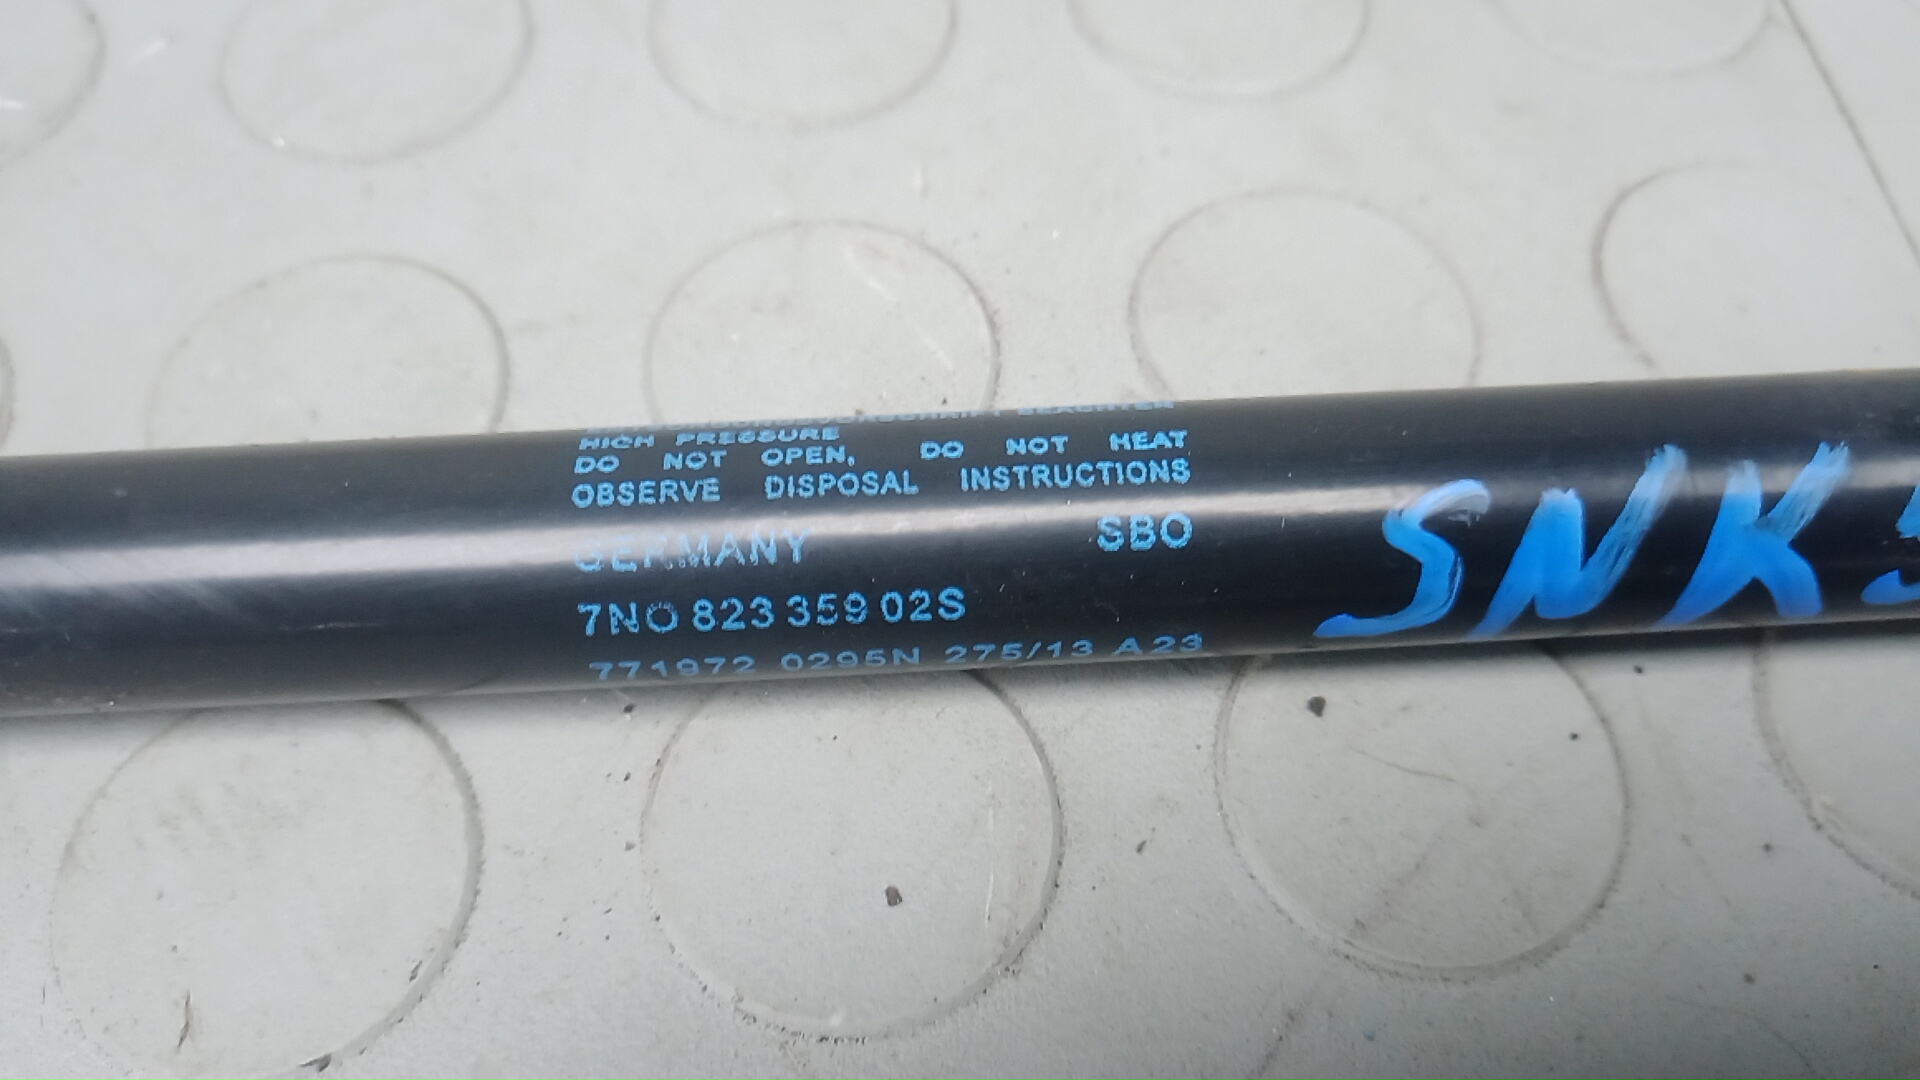 HIGH PRESSURE
DO NOT OPEN, DO NOT HEAT
OBSERVE DISPOSAL INSTRUCTIONS
GERMANY SBO
7N0 823 359 02S
771972 0295N 275/13 A23
SNK